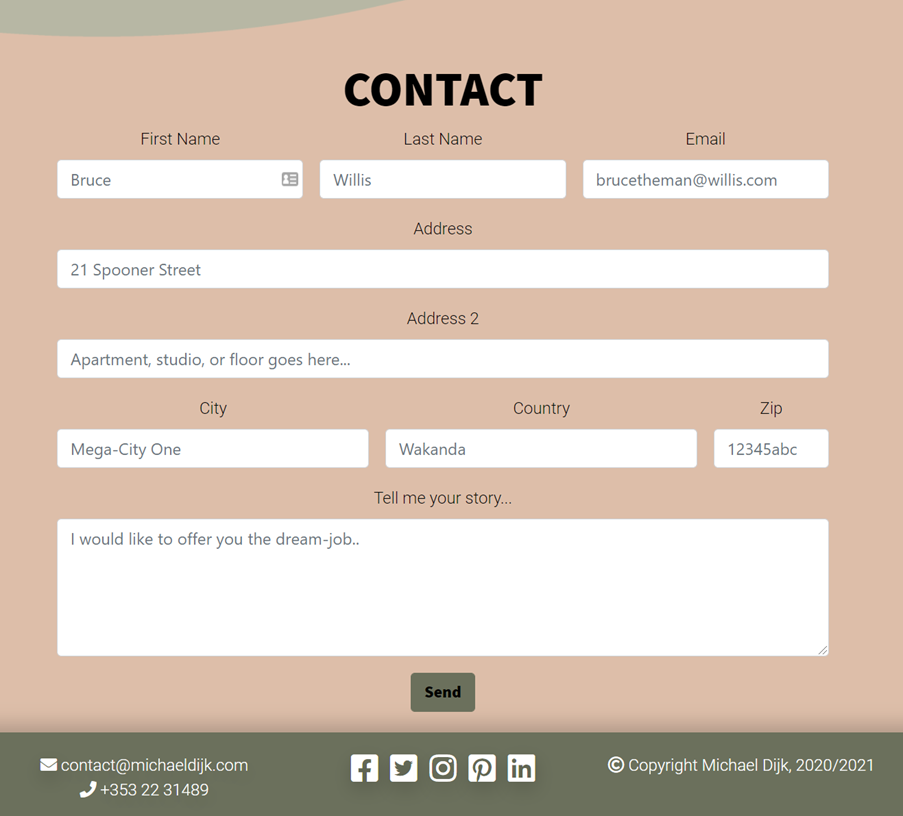 CONTACT
First Name Last Name Email
Bruce Willis brucetheman@willis.com
Address
21 Spooner Street
Address 2
Apartment, studio, or floor goes here...
City Country Zip
Mega-City One Wakanda 12345abc
Tell me your story...
I would like to offer you the dream-job..
Send
contact@michaeldijk.com © Copyright Michael Dijk, 2020/2021
+353 22 31489